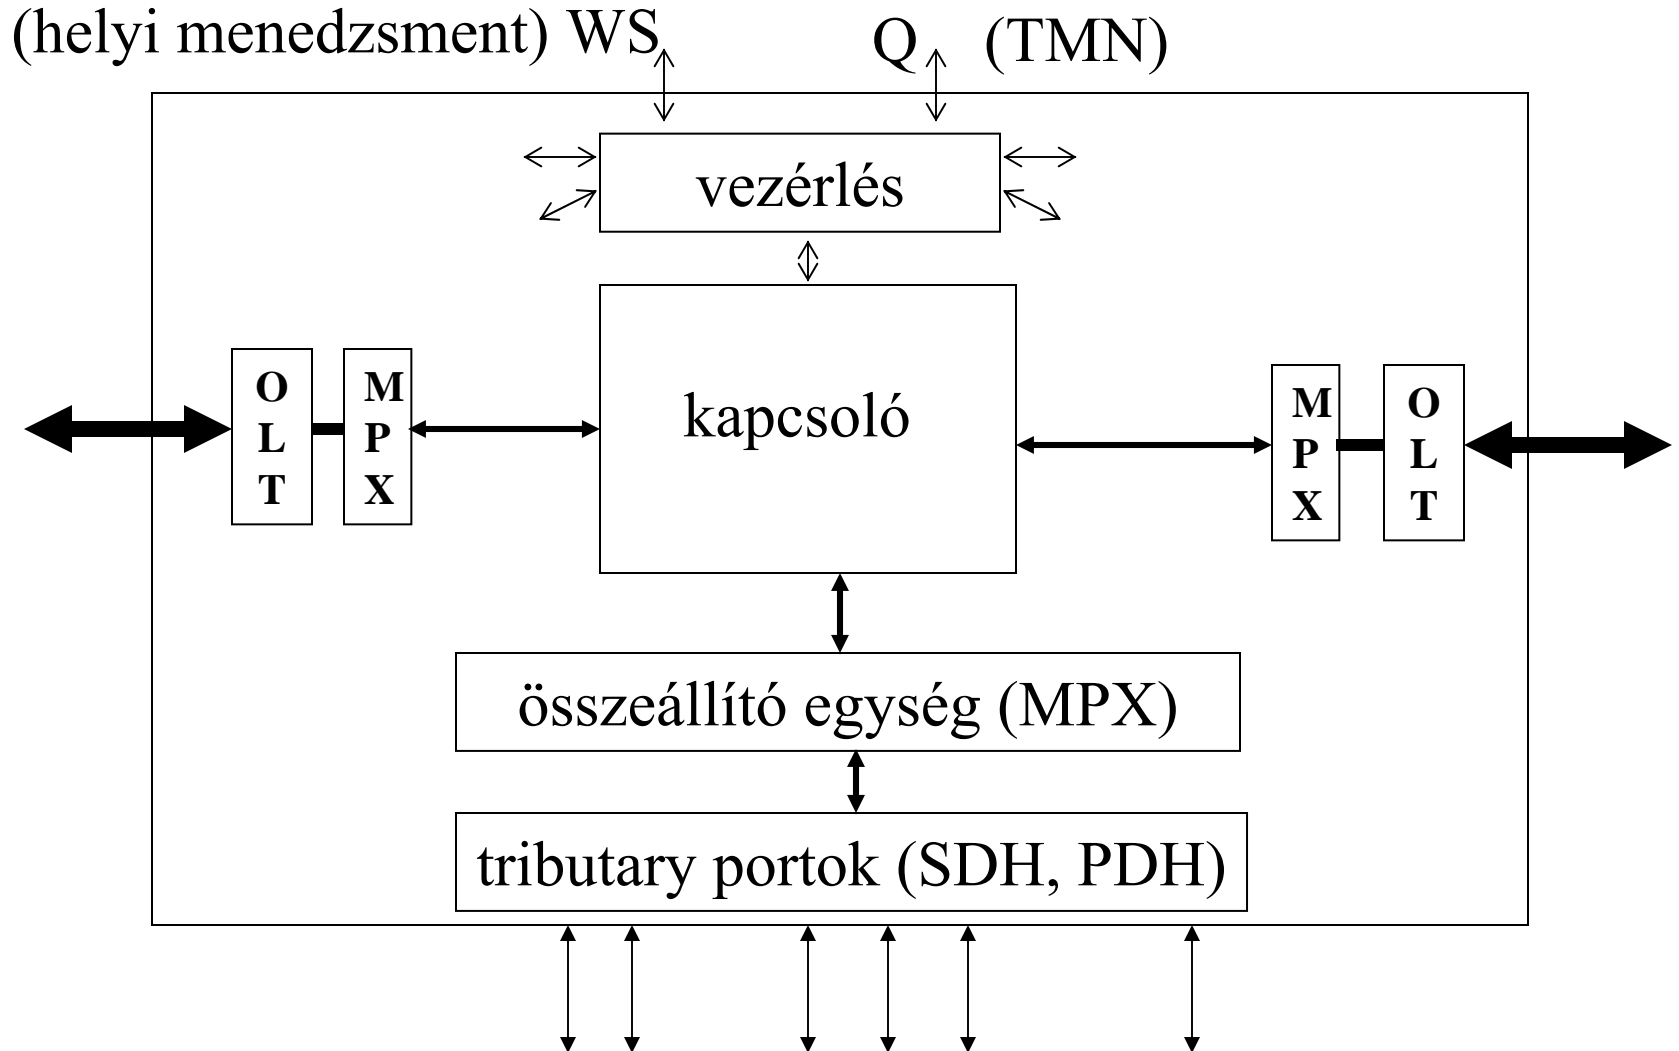 (helyi menedzsment) WS
Q (TMN)
vezérlés
kapcsoló
O
L
T
M
P
X
M
P
X
O
L
T
összeállító egység (MPX)
tributary portok (SDH, PDH)